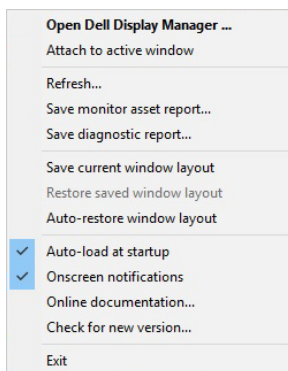 Open Dell Display Manager ...
Attach to active window
Refresh...
Save monitor asset report...
Save diagnostic report...
Save current window layout
Restore saved window layout
Auto-restore window layout
Auto-load at startup
Onscreen notifications
Online documentation...
Check for new version...
Exit